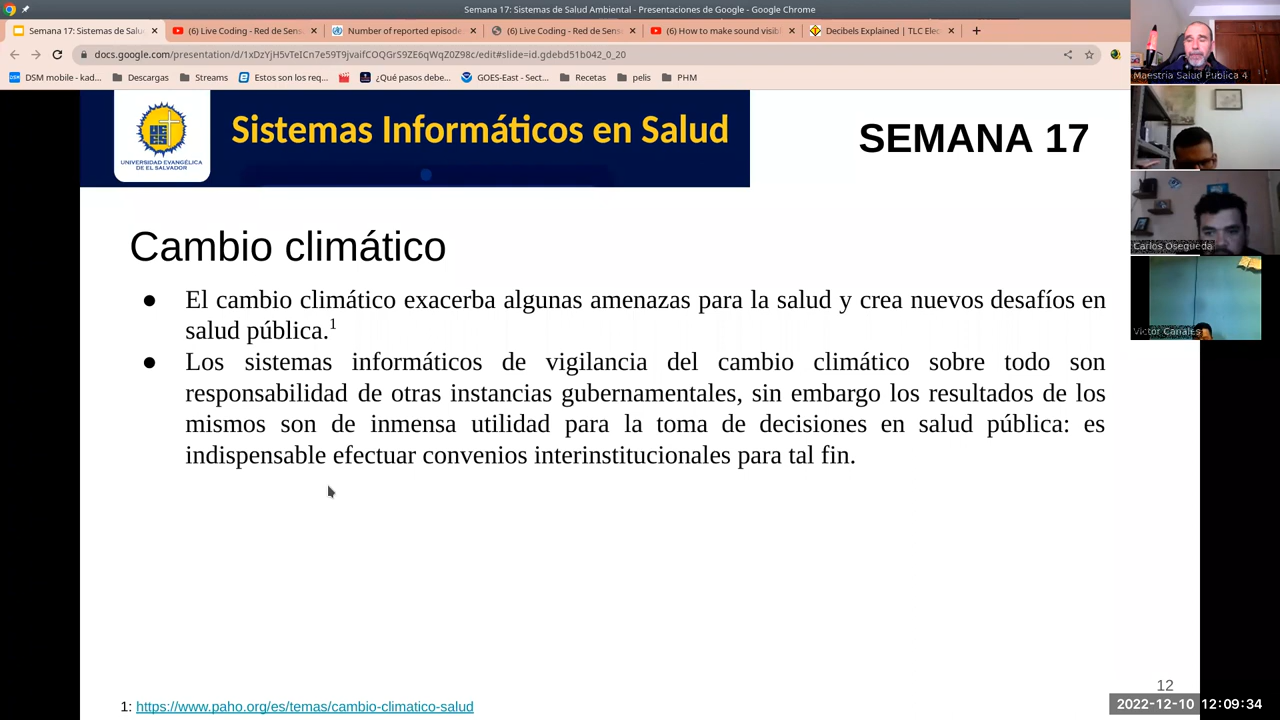 Semana 17: Sistemas de Salud Ambiental - Presentaciones de Google - Google Chrome
Semana 17: Sistemas de Salu
(6) Live Coding - Red de Sens
Number of reported episode
(6) Live Coding - Red de Sens
(6) How to make sound visibl
Decibels Explained | TLC Elec
docs.google.com/presentation/d/1xDzYjH5vTeICn7e59T9jvaifCOQGrS9ZE6qWqZ0Z98c/edit#slide=id.gdebd51b042_0_20
DSM mobile - kad...
Descargas
Streams
Estos son los req...
¿Qué pasos debe...
GOES-East - Sect...
Recetas
pelis
PHM
Maestria Salud Publica 4
Carlos Osegueda
Victor Canales
UNIVERSIDAD EVANGÉLICA
DE EL SALVADOR
Sistemas Informáticos en Salud
SEMANA 17
Cambio climático
● El cambio climático exacerba algunas amenazas para la salud y crea nuevos desafíos en
salud pública.1
● Los sistemas informáticos de vigilancia del cambio climático sobre todo son
responsabilidad de otras instancias gubernamentales, sin embargo los resultados de los
mismos son de inmensa utilidad para la toma de decisiones en salud pública: es
indispensable efectuar convenios interinstitucionales para tal fin.
12
1: https://www.paho.org/es/temas/cambio-climatico-salud
2022-12-10 12:09:34